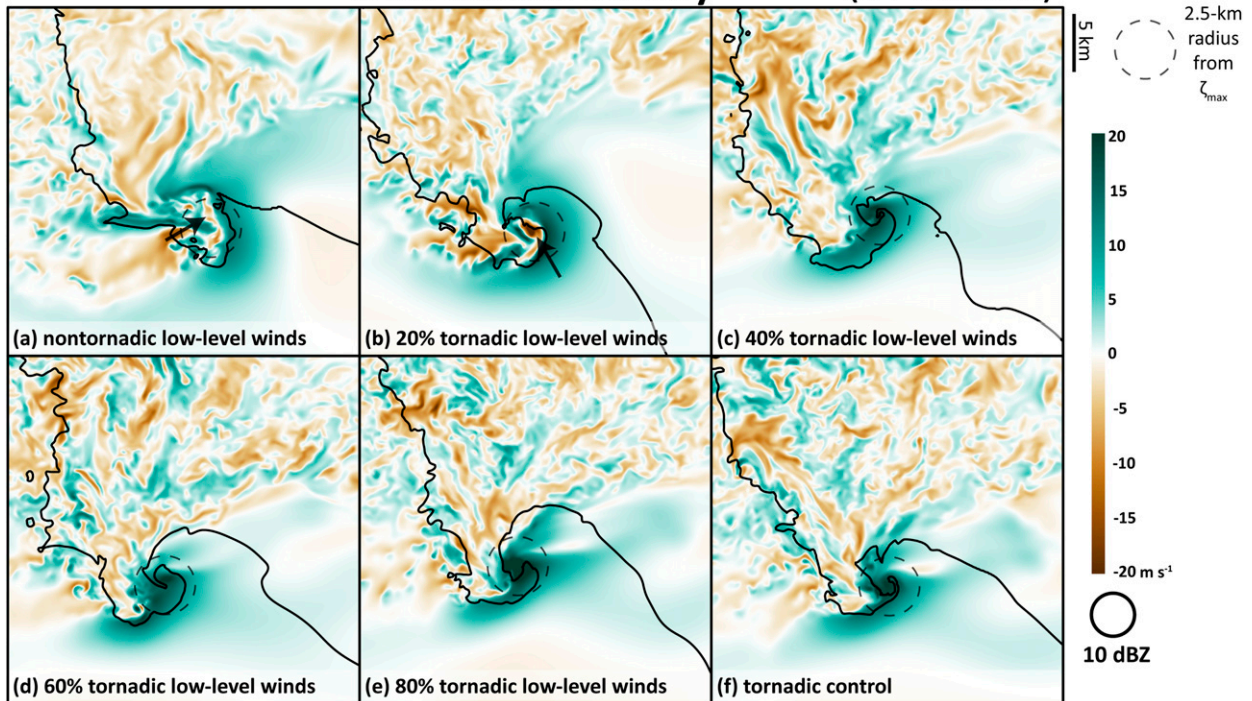 5 km
2.5-km
radius
from
ζmax
20
15
10
5
0
-5
-10
-15
-20 m s⁻¹
10 dBZ
(a) nontornadic low-level winds
(b) 20% tornadic low-level winds
(c) 40% tornadic low-level winds
(d) 60% tornadic low-level winds
(e) 80% tornadic low-level winds
(f) tornadic control